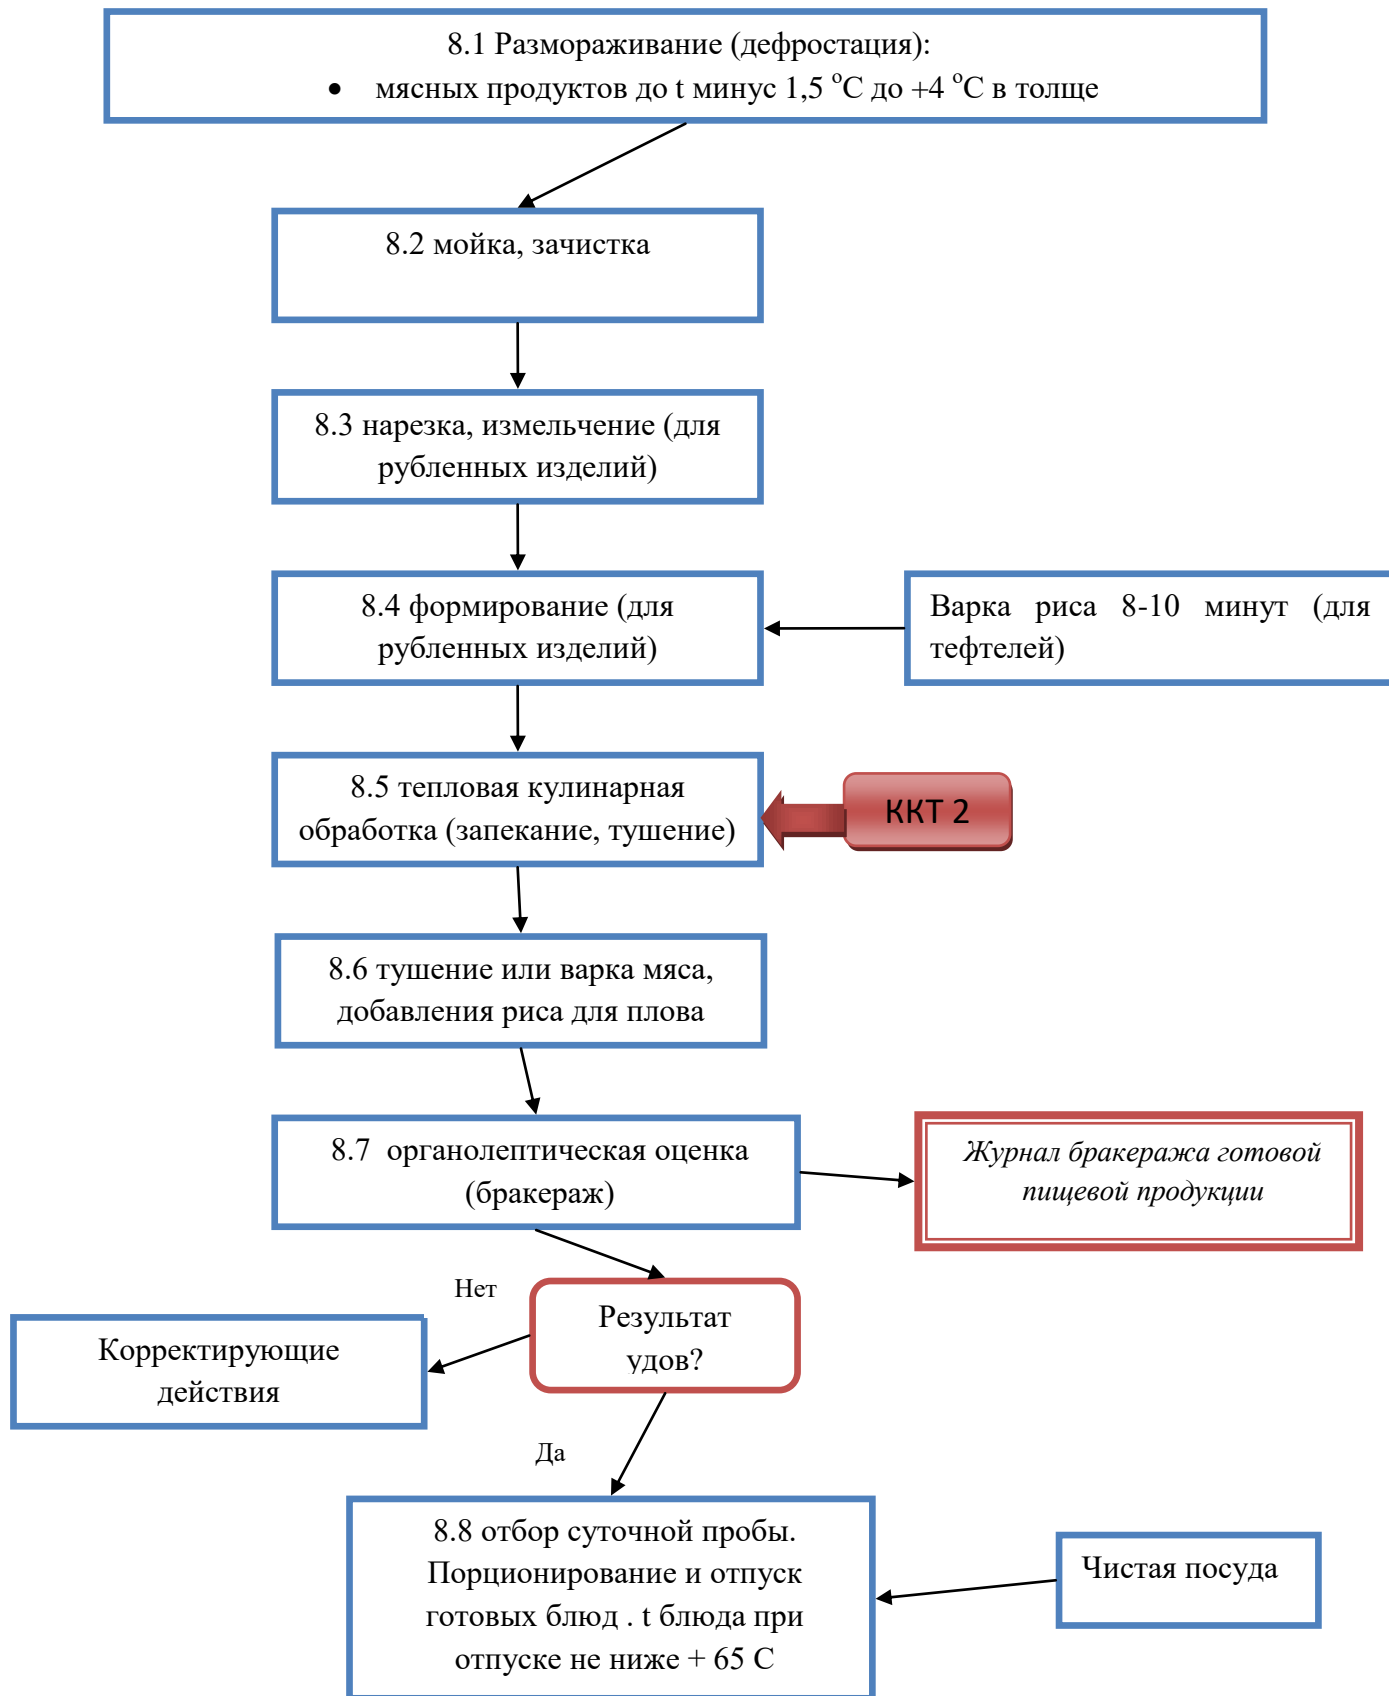 8.1 Размораживание (дефростация):
• мясных продуктов до t минус 1,5 °С до +4 °С в толще
8.2 мойка, зачистка
8.3 нарезка, измельчение (для
рубленных изделий)
8.4 формирование (для
рубленных изделий)
Варка риса 8-10 минут (для
тефтелей)
8.5 тепловая кулинарная
обработка (запекание, тушение)
ККТ 2
8.6 тушение или варка мяса,
добавления риса для плова
8.7 органолептическая оценка
(бракераж)
Журнал бракеража готовой
пищевой продукции
Нет
Результат
удов?
Корректирующие
действия
Да
8.8 отбор суточной пробы.
Порционирование и отпуск
готовых блюд . t блюда при
отпуске не ниже + 65 С
Чистая посуда